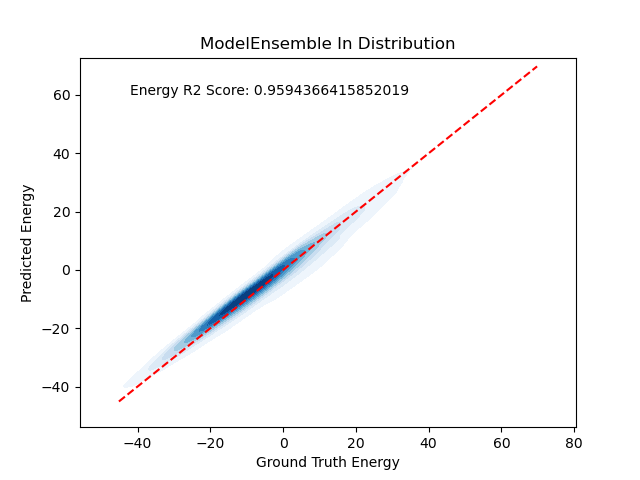 ModelEnsemble In Distribution
Energy R2 Score: 0.9594366415852019
Predicted Energy
60
40
20
0
−20
−40
−40 −20 0 20 40 60 80
Ground Truth Energy